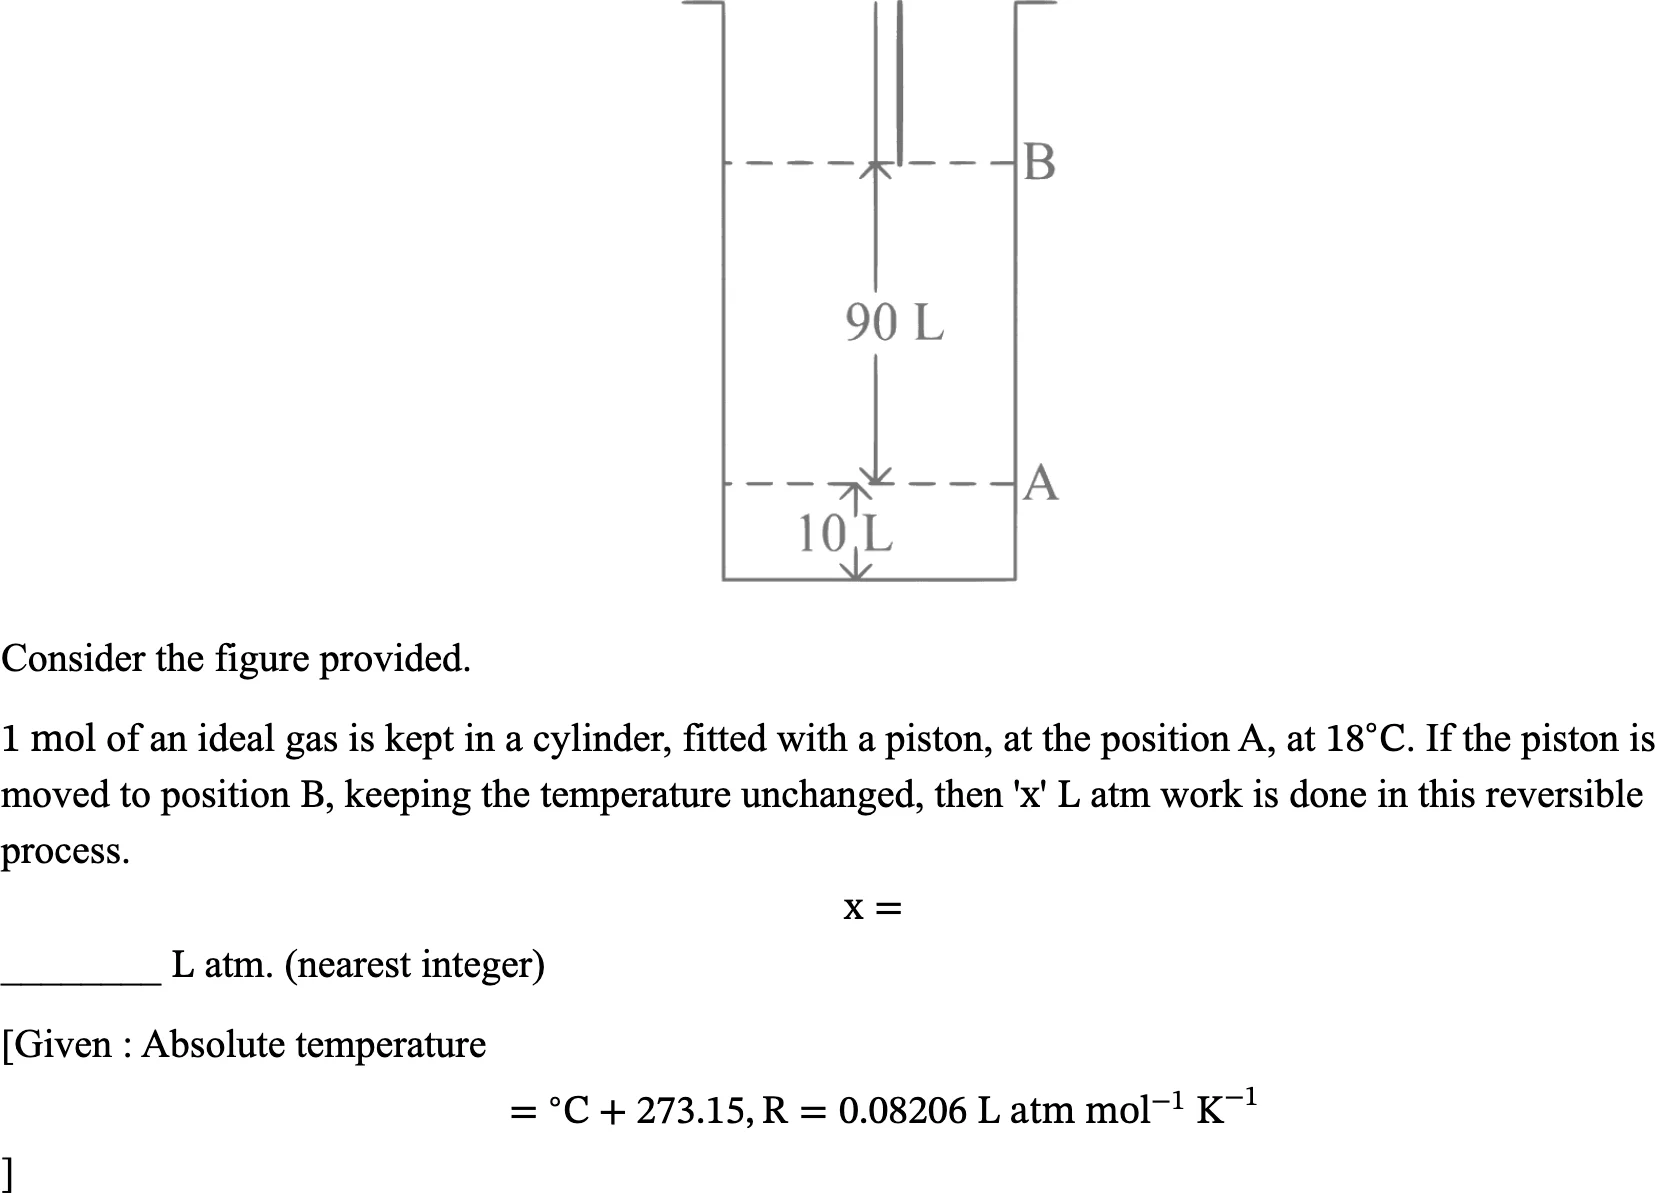 B
90 L
A
10 L
Consider the figure provided.
1 mol of an ideal gas is kept in a cylinder, fitted with a piston, at the position A, at 18°C. If the piston is
moved to position B, keeping the temperature unchanged, then 'x' L atm work is done in this reversible
process.
x =
________ L atm. (nearest integer)
[Given : Absolute temperature
= °C + 273.15, R = 0.08206 L atm mol⁻¹ K⁻¹
]